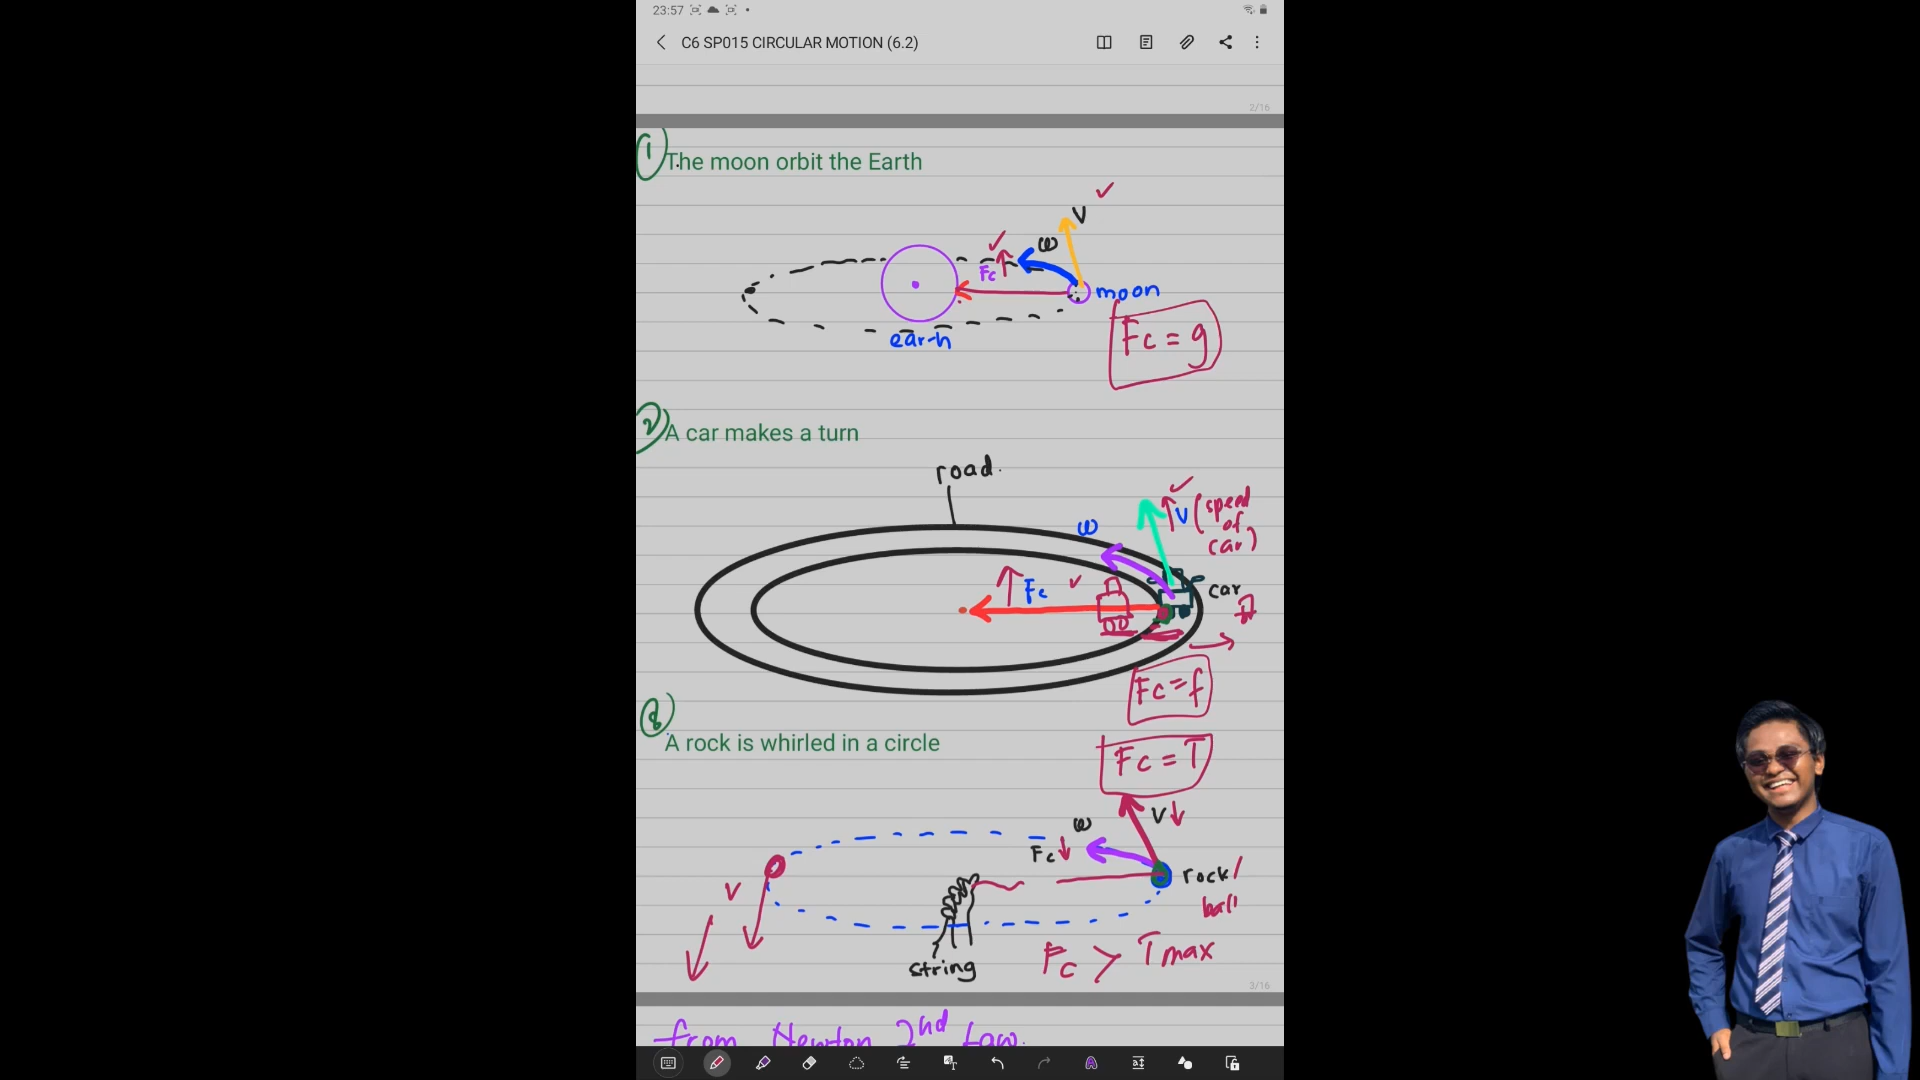 23:57
C6 SP015 CIRCULAR MOTION (6.2)
2/16
1
The moon orbit the Earth
V
ω
Fc
moon
earth
Fc = g
2
A car makes a turn
road
ω
V (speed
of
car)
Fc
car
Fc = f
3
A rock is whirled in a circle
Fc = T
V
ω
Fc
rock/
ball
V
string
Fc > Tmax
3/16
from Newton 2nd Law.